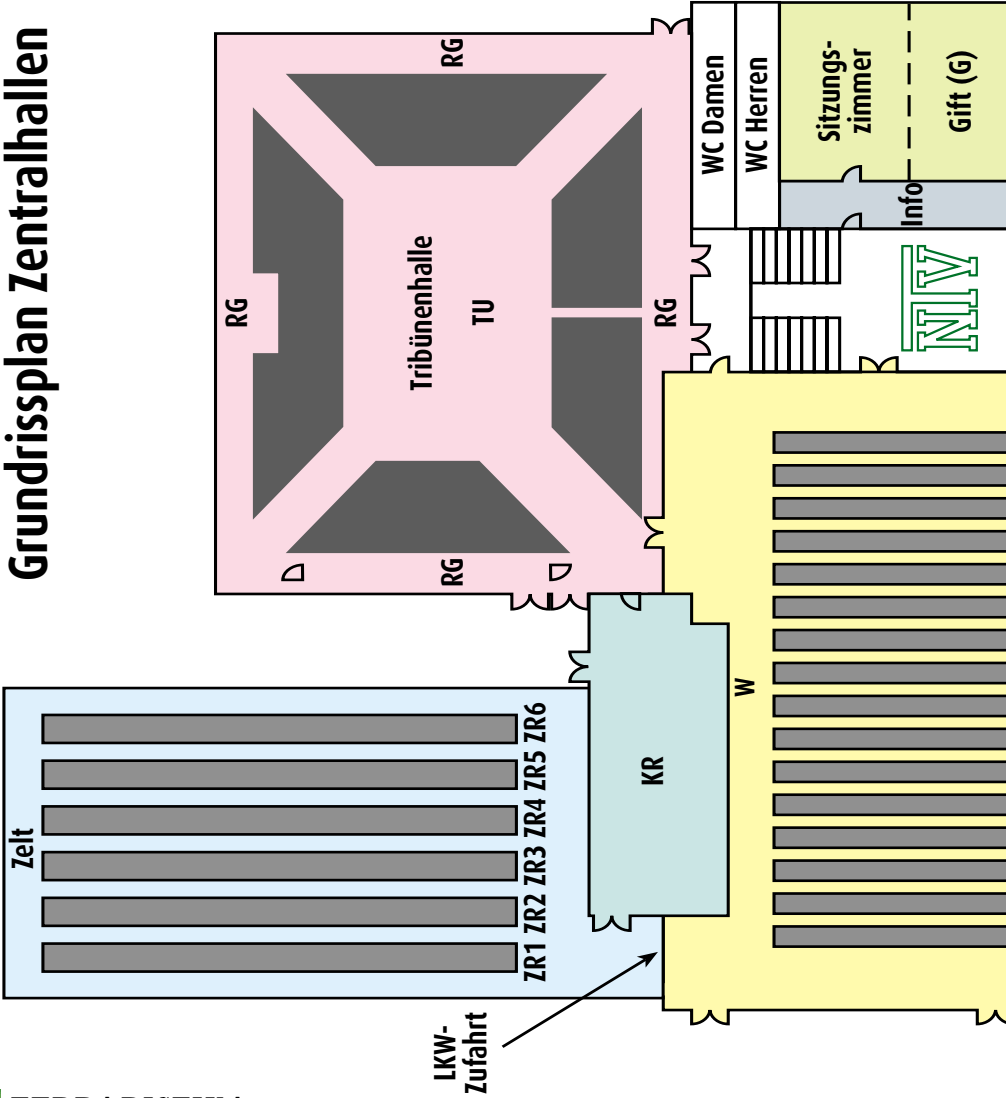 Grundrissplan Zentralhallen
RG
RG
Tribünenhalle
TU
RG
RG
WC Damen
WC Herren
Sitzungs-
zimmer
Gift (G)
Info
NTV
Zelt
ZR1 ZR2 ZR3 ZR4 ZR5 ZR6
KR
W
LKW-
Zufahrt